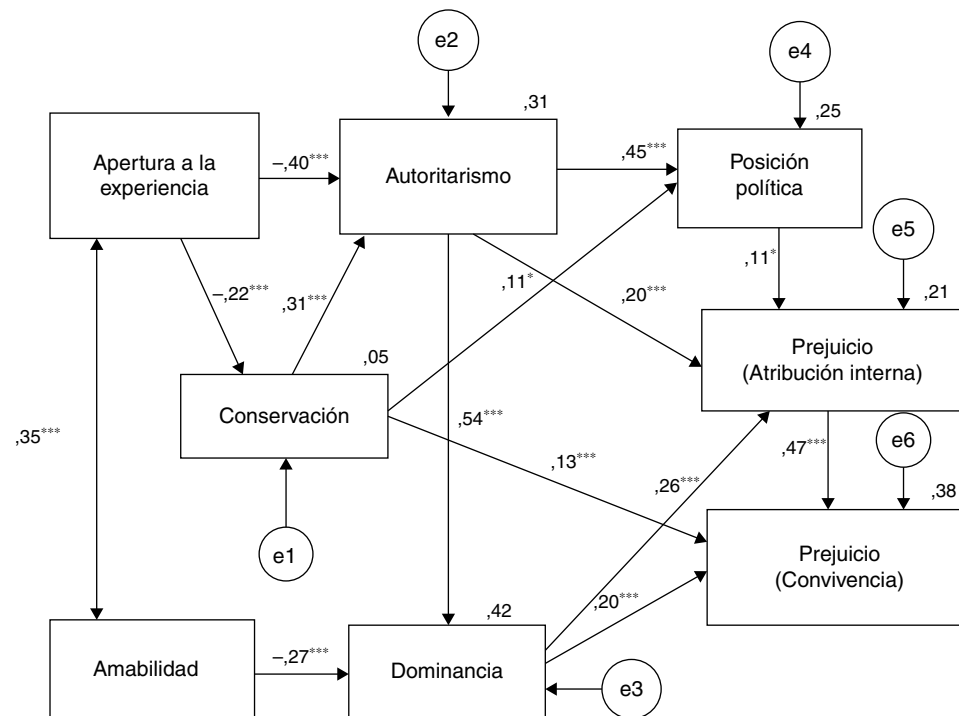 e2
e4
,31
,25
Apertura a la
experiencia
–,40***
Autoritarismo
,45***
Posición
política
e5
–,22***
,31***
,11*
,20***
,11*
,21
,05
Prejuicio
(Atribución interna)
Conservación
,35***
,54***
,13***
,26***
,47***
e6
,38
e1
Prejuicio
(Convivencia)
,42
,20***
Amabilidad
–,27***
Dominancia
e3